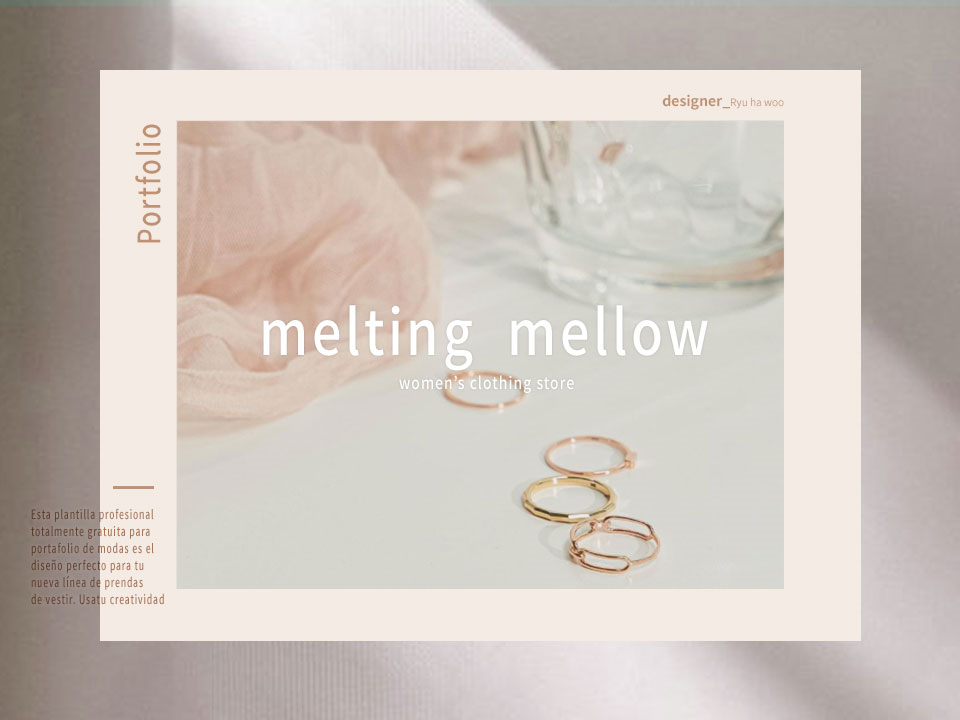 designer_Ryu ha woo
Portfolio
melting mellow
women's clothing store
Esta plantilla profesional
totalmente gratuita para
portafolio de modas es el
diseño perfecto para tu
nueva línea de prendas
de vestir. Usatu creatividad